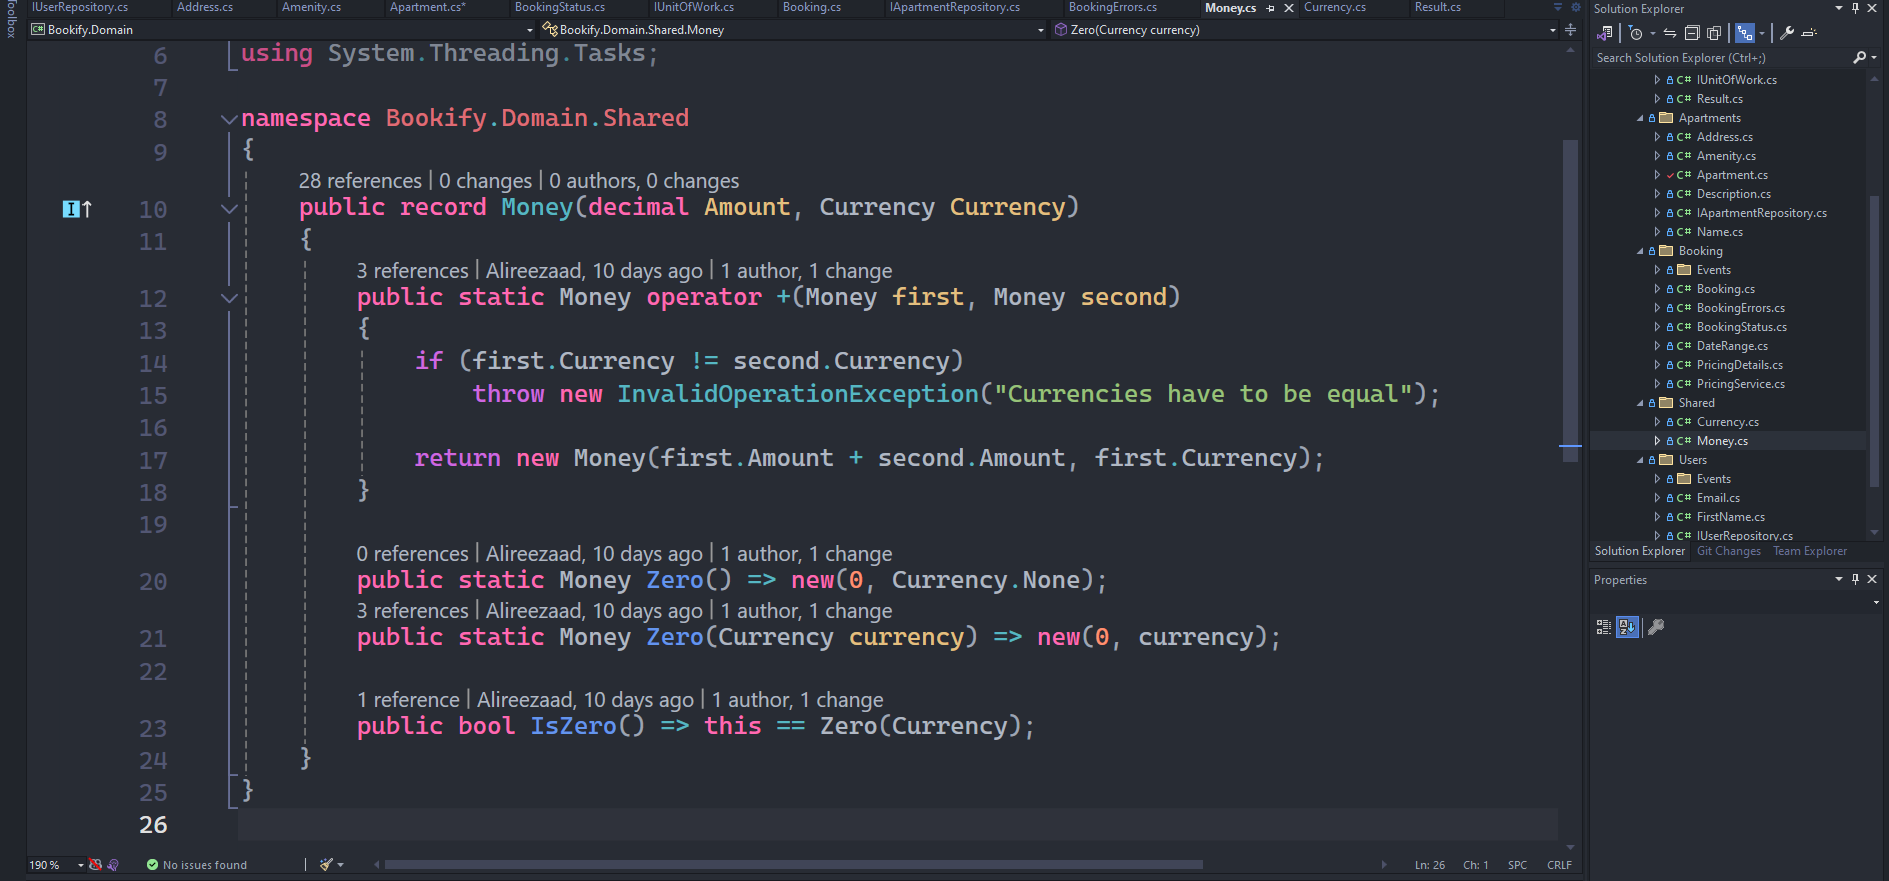 Toolbox
IUserRepository.cs Address.cs Amenity.cs Apartment.cs* BookingStatus.cs IUnitOfWork.cs Booking.cs IApartmentRepository.cs BookingErrors.cs Money.cs Currency.cs Result.cs
C# Bookify.Domain Bookify.Domain.Shared.Money Zero(Currency currency)
6 using System.Threading.Tasks;
7
8 namespace Bookify.Domain.Shared
9 {
28 references | 0 changes | 0 authors, 0 changes
10 public record Money(decimal Amount, Currency Currency)
11 {
3 references | Alireezaad, 10 days ago | 1 author, 1 change
12 public static Money operator +(Money first, Money second)
13 {
14 if (first.Currency != second.Currency)
15 throw new InvalidOperationException("Currencies have to be equal");
16
17 return new Money(first.Amount + second.Amount, first.Currency);
18 }
19
0 references | Alireezaad, 10 days ago | 1 author, 1 change
20 public static Money Zero() => new(0, Currency.None);
3 references | Alireezaad, 10 days ago | 1 author, 1 change
21 public static Money Zero(Currency currency) => new(0, currency);
22
1 reference | Alireezaad, 10 days ago | 1 author, 1 change
23 public bool IsZero() => this == Zero(Currency);
24 }
25 }
26
190 % No issues found Ln: 26 Ch: 1 SPC CRLF
Solution Explorer
Search Solution Explorer (Ctrl+;)
C# IUnitOfWork.cs
C# Result.cs
Apartments
C# Address.cs
C# Amenity.cs
C# Apartment.cs
C# Description.cs
C# IApartmentRepository.cs
C# Name.cs
Booking
Events
C# Booking.cs
C# BookingErrors.cs
C# BookingStatus.cs
C# DateRange.cs
C# PricingDetails.cs
C# PricingService.cs
Shared
C# Currency.cs
C# Money.cs
Users
Events
C# Email.cs
C# FirstName.cs
C# IUserRepository.cs
Solution Explorer Git Changes Team Explorer
Properties